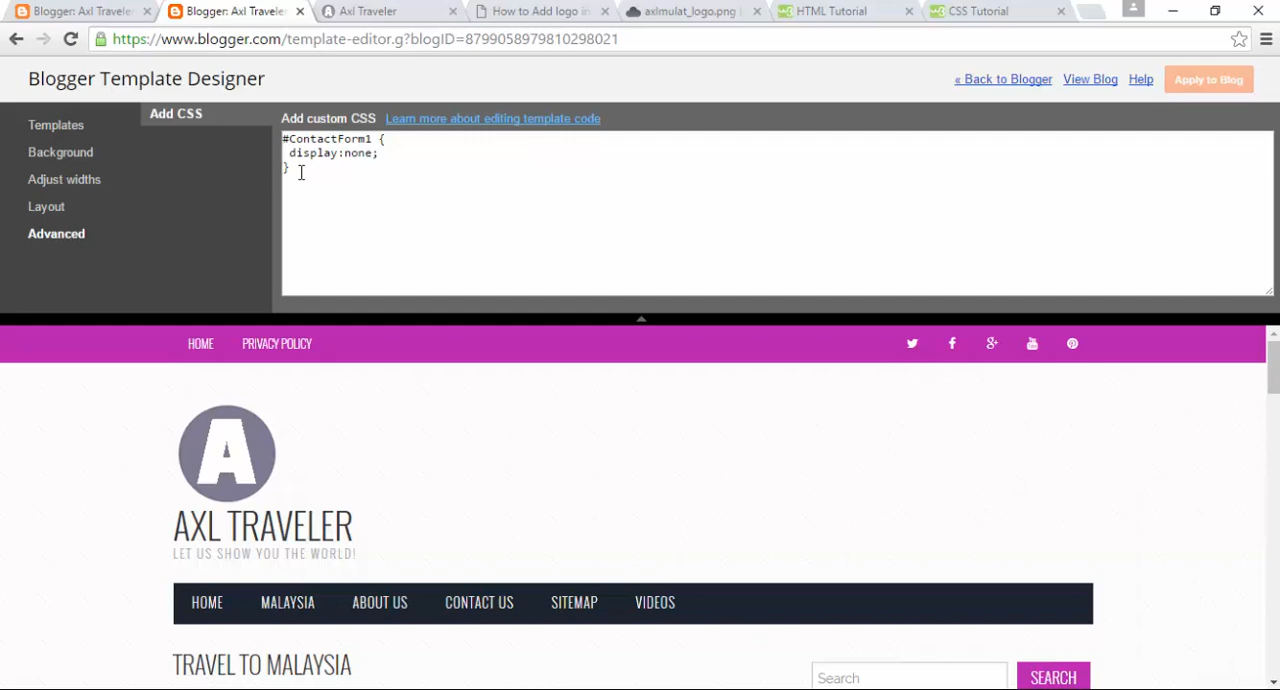 Blogger: Axl Traveler
Blogger: Axl Traveler
Axl Traveler
How to Add logo in
axlmulat_logo.png
HTML Tutorial
CSS Tutorial
https://www.blogger.com/template-editor.g?blogID=8799058979810298021
Blogger Template Designer
« Back to Blogger
View Blog
Help
Apply to Blog
Templates
Background
Adjust widths
Layout
Advanced
Add CSS
Add custom CSS Learn more about editing template code
#ContactForm1 {
display:none;
}
HOME PRIVACY POLICY
A
AXL TRAVELER
LET US SHOW YOU THE WORLD!
HOME MALAYSIA ABOUT US CONTACT US SITEMAP VIDEOS
TRAVEL TO MALAYSIA
Search SEARCH